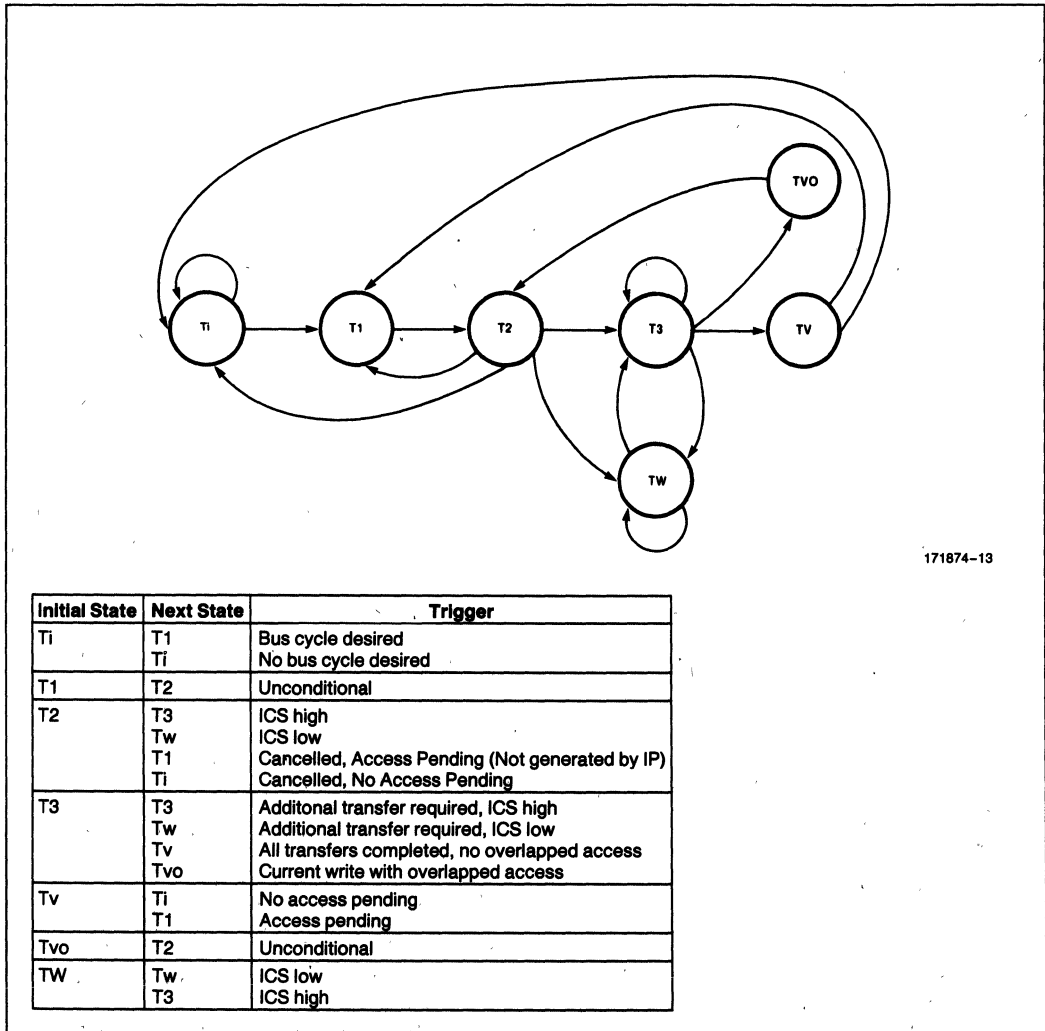 TVO
Ti
T1
T2
T3
TV
TW
171874-13
Initial State Next State Trigger
Ti T1 Bus cycle desired
Ti No bus cycle desired
T1 T2 Unconditional
T2 T3 ICS high
Tw ICS low
T1 Cancelled, Access Pending (Not generated by IP)
Ti Cancelled, No Access Pending
T3 T3 Additonal transfer required, ICS high
Tw Additional transfer required, ICS low
Tv All transfers completed, no overlapped access
Tvo Current write with overlapped access
Tv Ti No access pending
T1 Access pending
Tvo T2 Unconditional
TW Tw ICS low
T3 ICS high